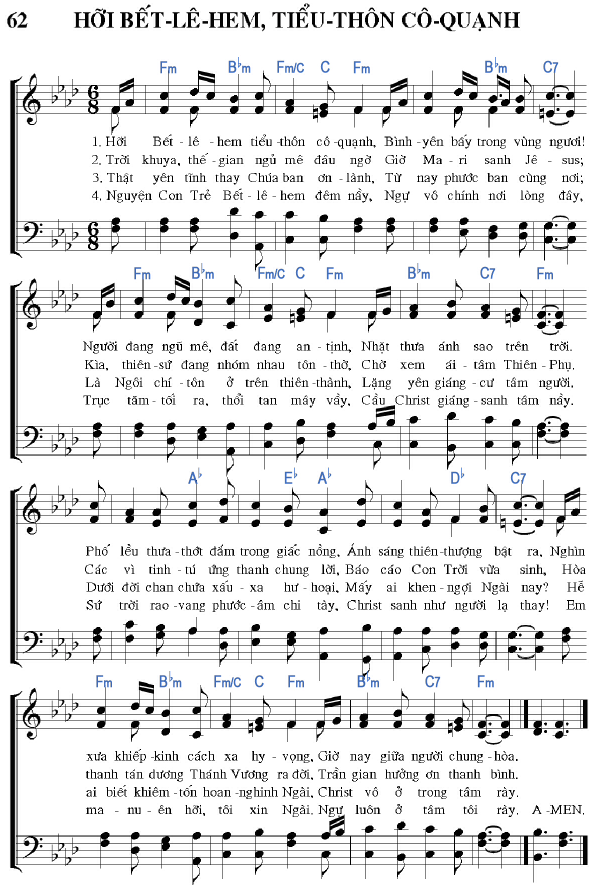 62 HỠI BẾT-LÊ-HEM, TIỂU-THÔN CÔ-QUẠNH
Fm B♭m Fm/C C Fm B♭m C7
6 8
1. Hỡi Bết-lê-hem tiểu-thôn cô-quạnh, Bình-yên bấy trong vùng ngươi!
2. Trời khuya, thế-gian ngủ mê đâu ngờ Giờ Ma-ri sanh Jê-sus;
3. Thật yên tĩnh thay Chúa ban ơn-lành, Từ nay phước ban cùng nơi;
4. Nguyện Con Trẻ Bết-lê-hem đêm nầy, Ngự vô chính nơi lòng đây,
6 8
Fm B♭m Fm/C C Fm B♭m C7 Fm
Người đang ngũ mê, đất đang an-tịnh, Nhặt thưa ánh sao trên trời.
Kìa, thiên-sứ đang nhóm nhau tôn-thờ, Chờ xem ái-tâm Thiên-Phụ.
Là Ngôi chí-tôn ở trên thiên-thành, Lặng yên giáng-cư tâm người.
Trục tăm-tối ra, thổi tan mây vầy, Cầu Christ giáng-sanh tâm nầy.
A♭ E♭ A♭ D♭ C7
Phố lều thưa-thớt đắm trong giấc nồng, Ánh sáng thiên-thượng bật ra, Nghìn
Các vì tinh-tú ứng thanh chung lời, Báo cáo Con Trời vừa sinh, Hòa
Dưới đời chan chứa xấu-xa hư-hoại, Mấy ai khen-ngợi Ngài nay? Hễ
Sứ trời rao-vang phước-âm chi tày, Christ sanh như người lạ thay! Em
Fm B♭m Fm/C C Fm B♭m C7 Fm
xưa khiếp-kinh cách xa hy-vọng, Giờ nay giữa người chung-hòa.
thanh tán dương Thánh Vương ra đời, Trần gian hưởng ơn thanh bình.
ai biết khiêm-tốn hoan-nghinh Ngài, Christ vô ở trong tâm rày.
ma-nu-ên hỡi, tôi xin Ngài, Ngự luôn ở tâm tôi rày. A-MEN.